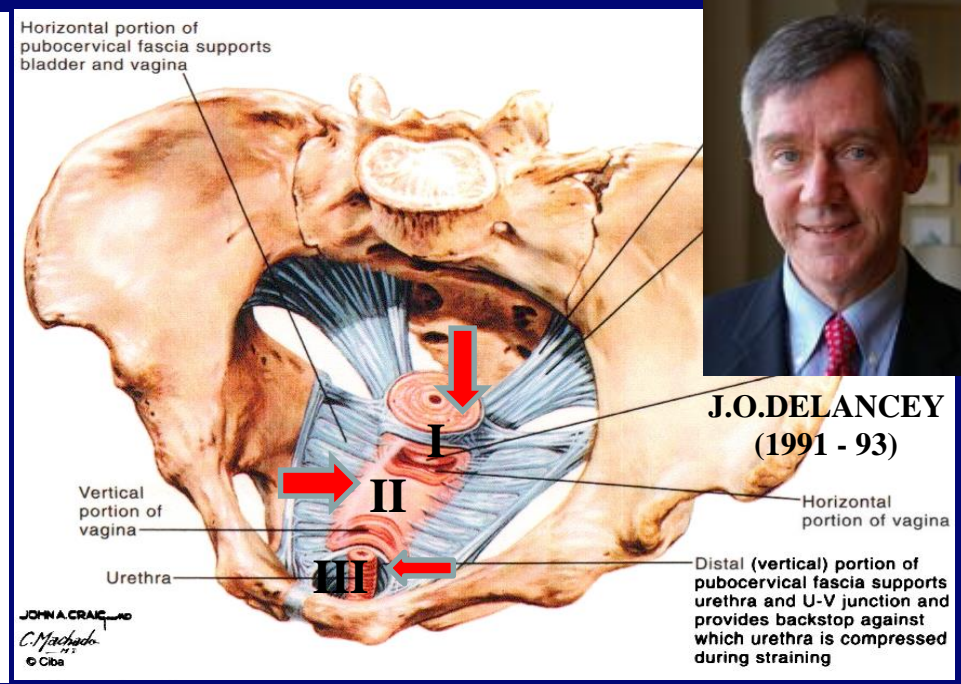 Horizontal portion of
pubocervical fascia supports
bladder and vagina
J.O.DELANCEY
(1991 - 93)
I
II
III
Vertical
portion of
vagina
Urethra
Horizontal
portion of vagina
Distal (vertical) portion of
pubocervical fascia supports
urethra and U-V junction and
provides backstop against
which urethra is compressed
during straining
JOHN A. CRAIG MD
C. Machado
© Ciba